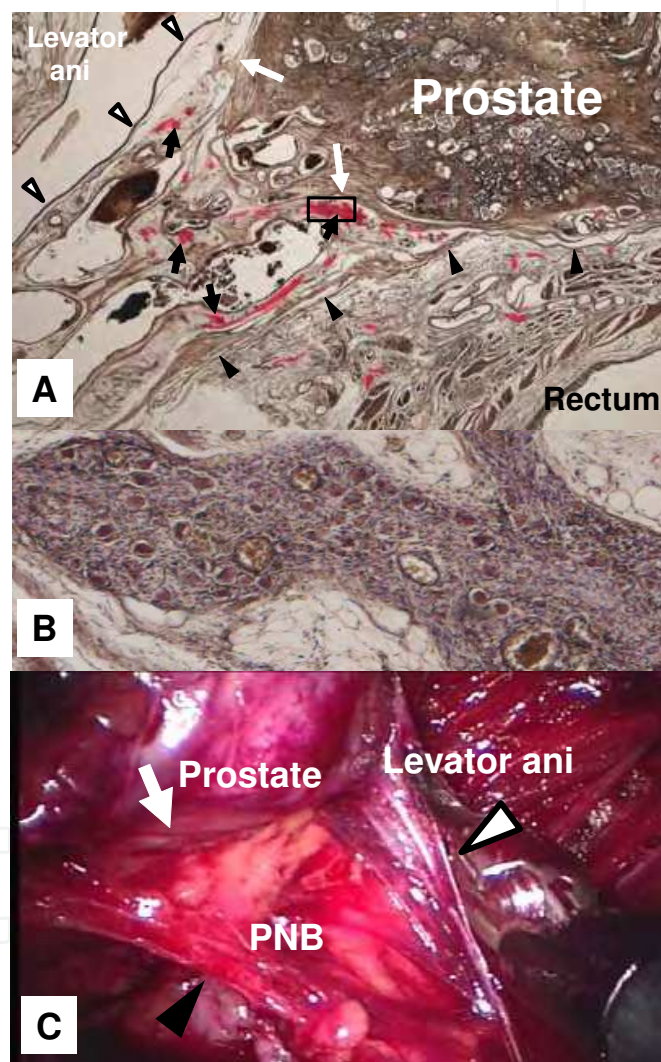 Levator
ani
Prostate
A
Rectum
B
Prostate
Levator ani
PNB
C